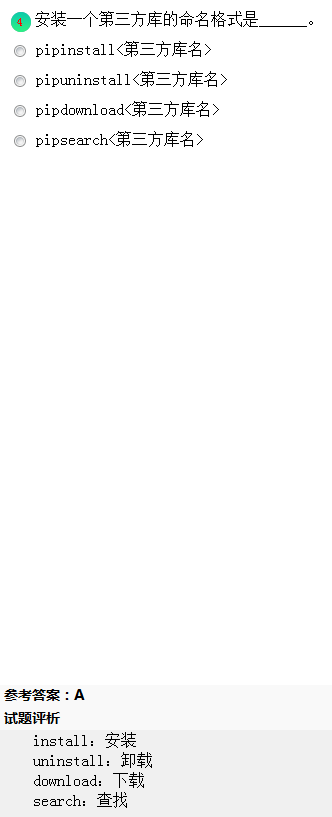 4 安装一个第三方库的命名格式是______。
pipinstall<第三方库名>
pipuninstall<第三方库名>
pipdownload<第三方库名>
pipsearch<第三方库名>
参考答案：A
试题评析
install：安装
uninstall：卸载
download：下载
search：查找